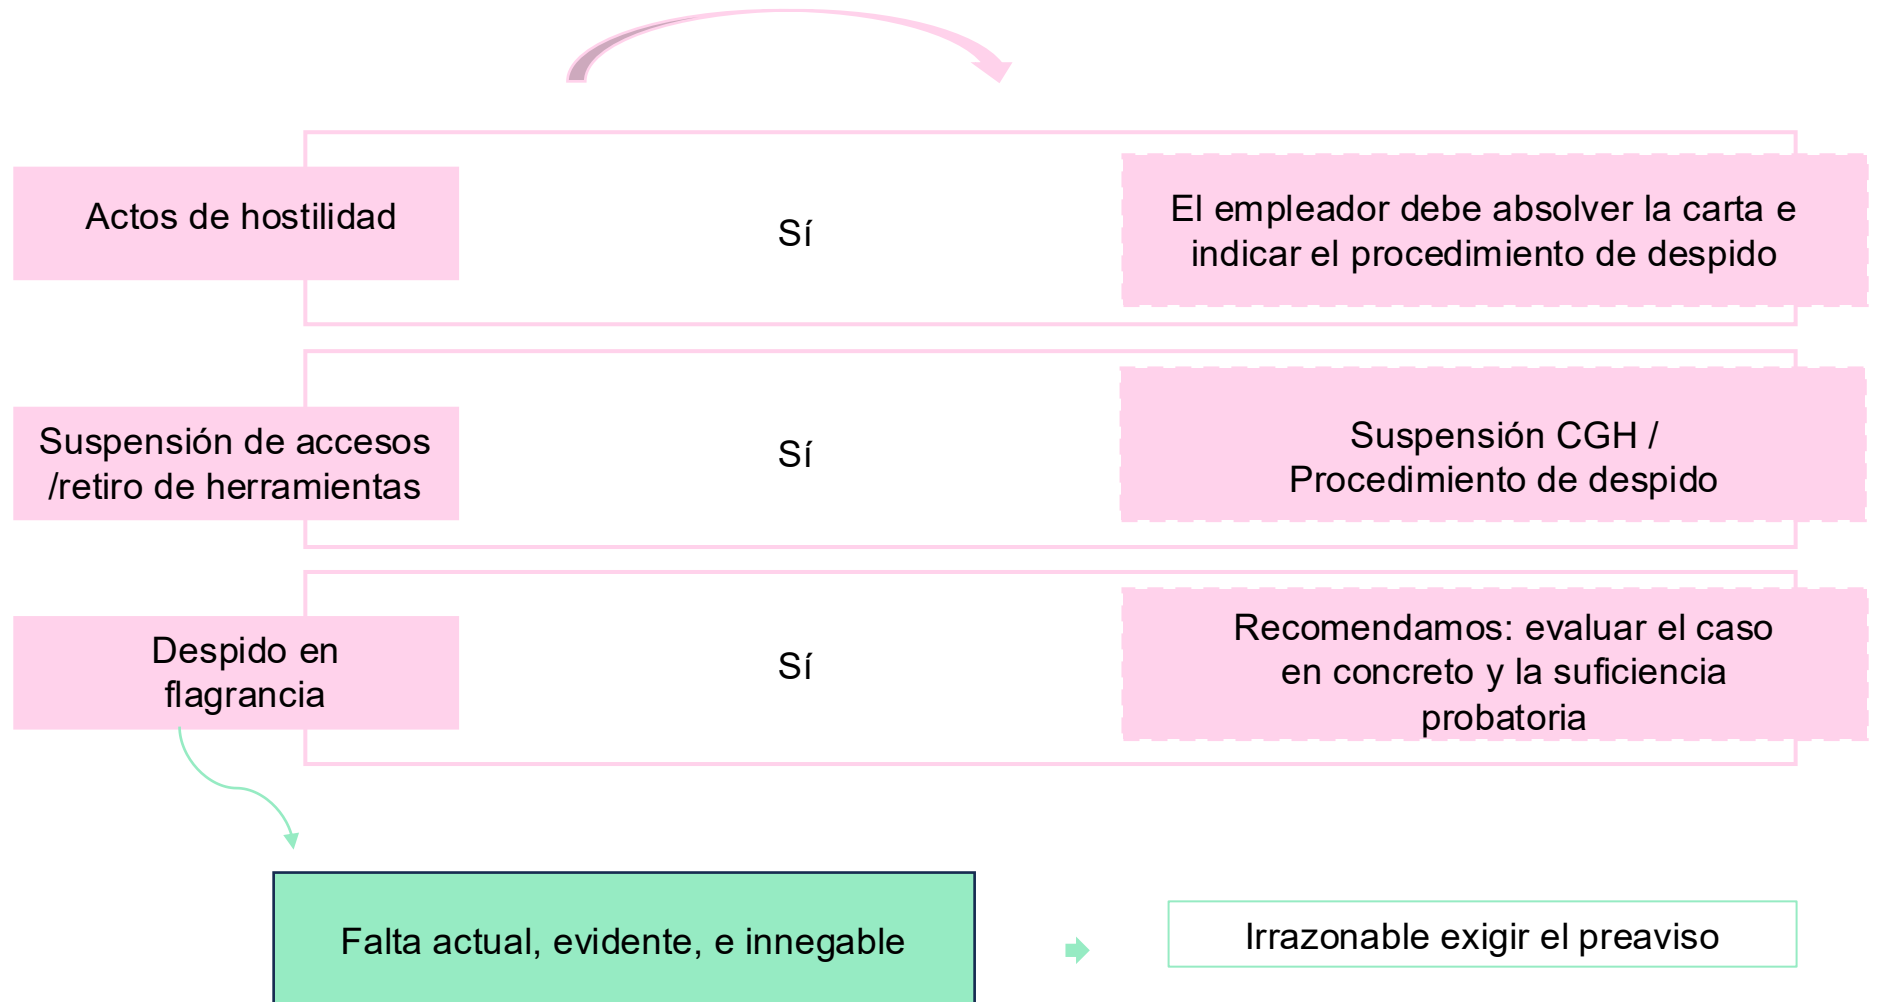 Actos de hostilidad
Sí
El empleador debe absolver la carta e
indicar el procedimiento de despido
Suspensión de accesos
/retiro de herramientas
Sí
Suspensión CGH /
Procedimiento de despido
Despido en
flagrancia
Sí
Recomendamos: evaluar el caso
en concreto y la suficiencia
probatoria
Falta actual, evidente, e innegable
Irrazonable exigir el preaviso